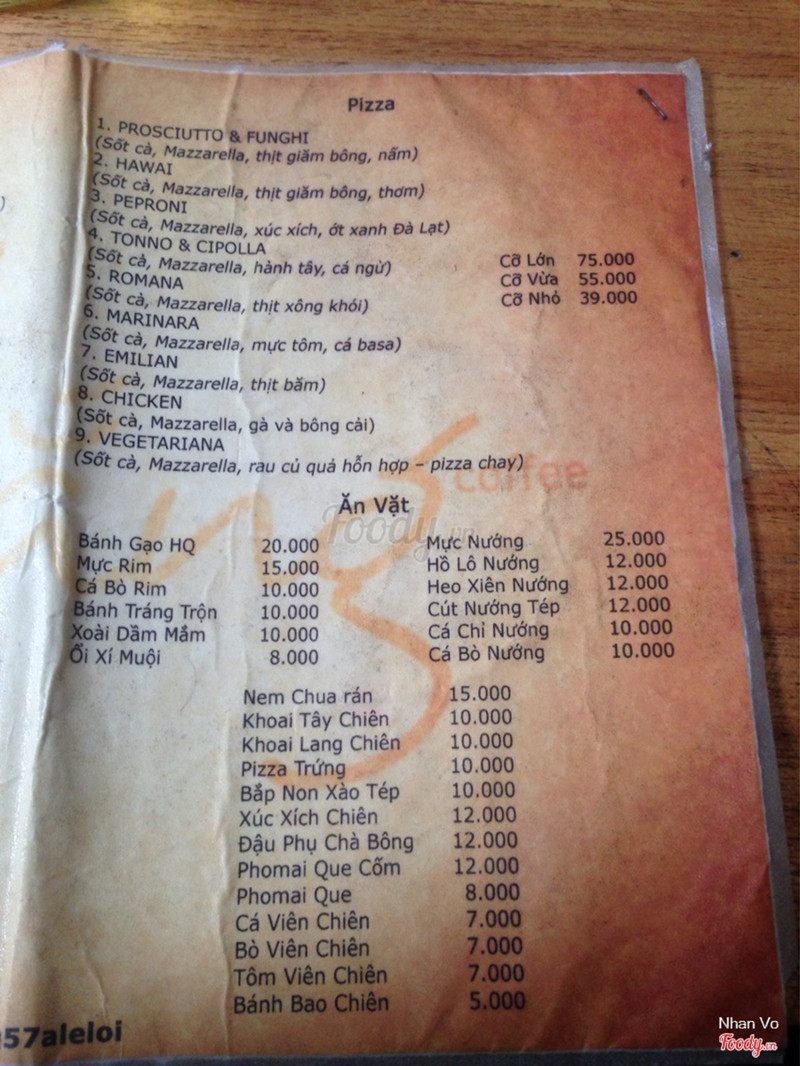 Pizza
1. PROSCIUTTO & FUNGHI
(Sốt cà, Mazzarella, thịt giăm bông, nấm)
2. HAWAI
(Sốt cà, Mazzarella, thịt giăm bông, thơm)
3. PEPRONI
(Sốt cà, Mazzarella, xúc xích, ớt xanh Đà Lạt)
4. TONNO & CIPOLLA
(Sốt cà, Mazzarella, hành tây, cá ngừ)
5. ROMANA
(Sốt cà, Mazzarella, thịt xông khói)
6. MARINARA
(Sốt cà, Mazzarella, mực tôm, cá basa)
7. EMILIAN
(Sốt cà, Mazzarella, thịt băm)
8. CHICKEN
(Sốt cà, Mazzarella, gà và bông cải)
9. VEGETARIANA
(Sốt cà, Mazzarella, rau củ quả hỗn hợp – pizza chay)
Cỡ Lớn 75.000
Cỡ Vừa 55.000
Cỡ Nhỏ 39.000
coffee
Ăn Vặt
Foody.vn
Bánh Gạo HQ 20.000
Mực Rim 15.000
Cá Bò Rim 10.000
Bánh Tráng Trộn 10.000
Xoài Dầm Mắm 10.000
Ổi Xí Muội 8.000
Mực Nướng 25.000
Hồ Lô Nướng 12.000
Heo Xiên Nướng 12.000
Cút Nướng Tép 12.000
Cá Chỉ Nướng 10.000
Cá Bò Nướng 10.000
Nem Chua rán 15.000
Khoai Tây Chiên 10.000
Khoai Lang Chiên 10.000
Pizza Trứng 10.000
Bắp Non Xào Tép 10.000
Xúc Xích Chiên 12.000
Đậu Phụ Chà Bông 12.000
Phomai Que Cốm 12.000
Phomai Que 8.000
Cá Viên Chiên 7.000
Bò Viên Chiên 7.000
Tôm Viên Chiên 7.000
Bánh Bao Chiên 5.000
57aleloi
Nhan Vo
Foody.vn